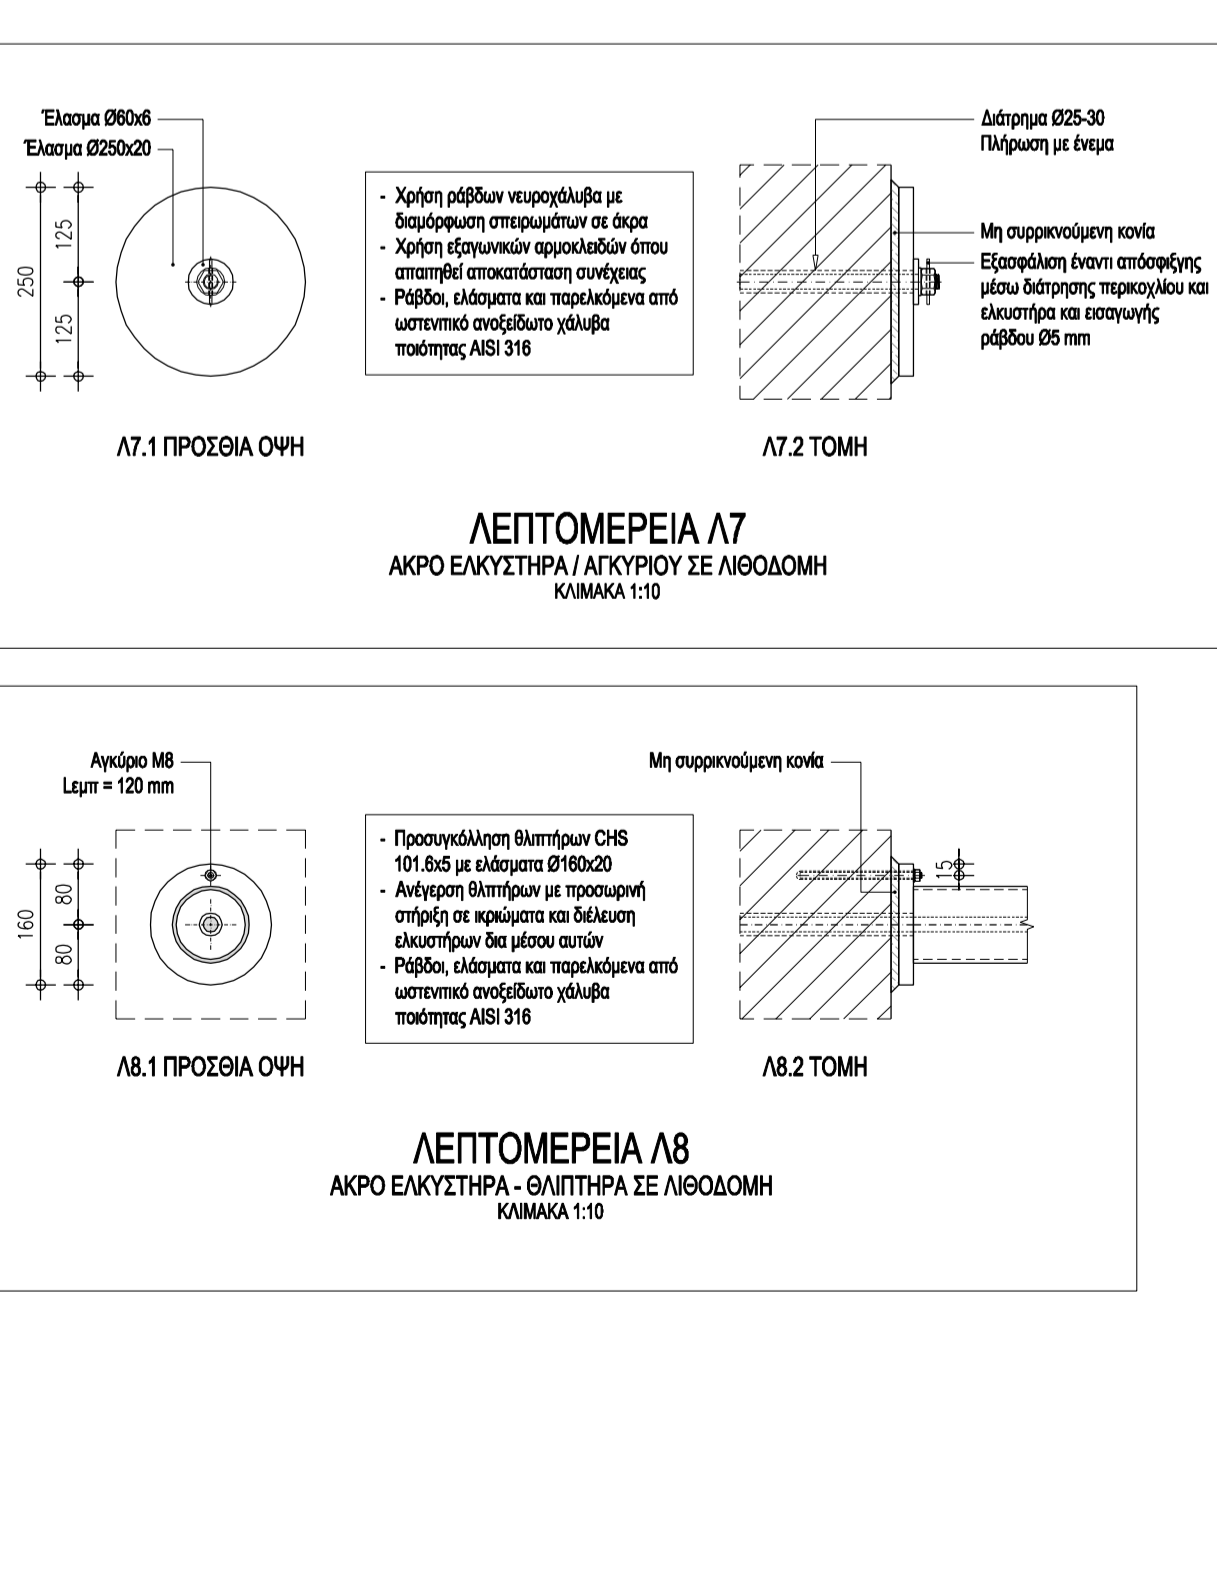 Έλασμα Ø60x6
Έλασμα Ø250x20
125
250
125
- Χρήση ράβδων νευροχάλυβα με
διαμόρφωση σπειρωμάτων σε άκρα
- Χρήση εξαγωνικών αρμοκλειδών όπου
απαιτηθεί αποκατάσταση συνέχειας
- Ράβδοι, ελάσματα και παρελκόμενα από
ωστενιτικό ανοξείδωτο χάλυβα
ποιότητας AISI 316
Διάτρημα Ø25-30
Πλήρωση με ένεμα
Μη συρρικνούμενη κονία
Εξασφάλιση έναντι απόσφιξγης
μέσω διάτρησης περικοχλίου και
ελκυστήρα και εισαγωγής
ράβδου Ø5 mm
Λ7.1 ΠΡΟΣΘΙΑ ΟΨΗ
Λ7.2 ΤΟΜΗ
ΛΕΠΤΟΜΕΡΕΙΑ Λ7
ΑΚΡΟ ΕΛΚΥΣΤΗΡΑ / ΑΓΚΥΡΙΟΥ ΣΕ ΛΙΘΟΔΟΜΗ
ΚΛΙΜΑΚΑ 1:10
Αγκύριο M8
Lεμπ = 120 mm
80
160
80
- Προσυγκόλληση θλιπτήρων CHS
101.6x5 με ελάσματα Ø160x20
- Ανέγερση θλπτήρων με προσωρινή
στήριξη σε ικριώματα και διέλευση
ελκυστήρων δια μέσου αυτών
- Ράβδοι, ελάσματα και παρελκόμενα από
ωστενιτικό ανοξείδωτο χάλυβα
ποιότητας AISI 316
Μη συρρικνούμενη κονία
15
Λ8.1 ΠΡΟΣΘΙΑ ΟΨΗ
Λ8.2 ΤΟΜΗ
ΛΕΠΤΟΜΕΡΕΙΑ Λ8
ΑΚΡΟ ΕΛΚΥΣΤΗΡΑ - ΘΛΙΠΤΗΡΑ ΣΕ ΛΙΘΟΔΟΜΗ
ΚΛΙΜΑΚΑ 1:10